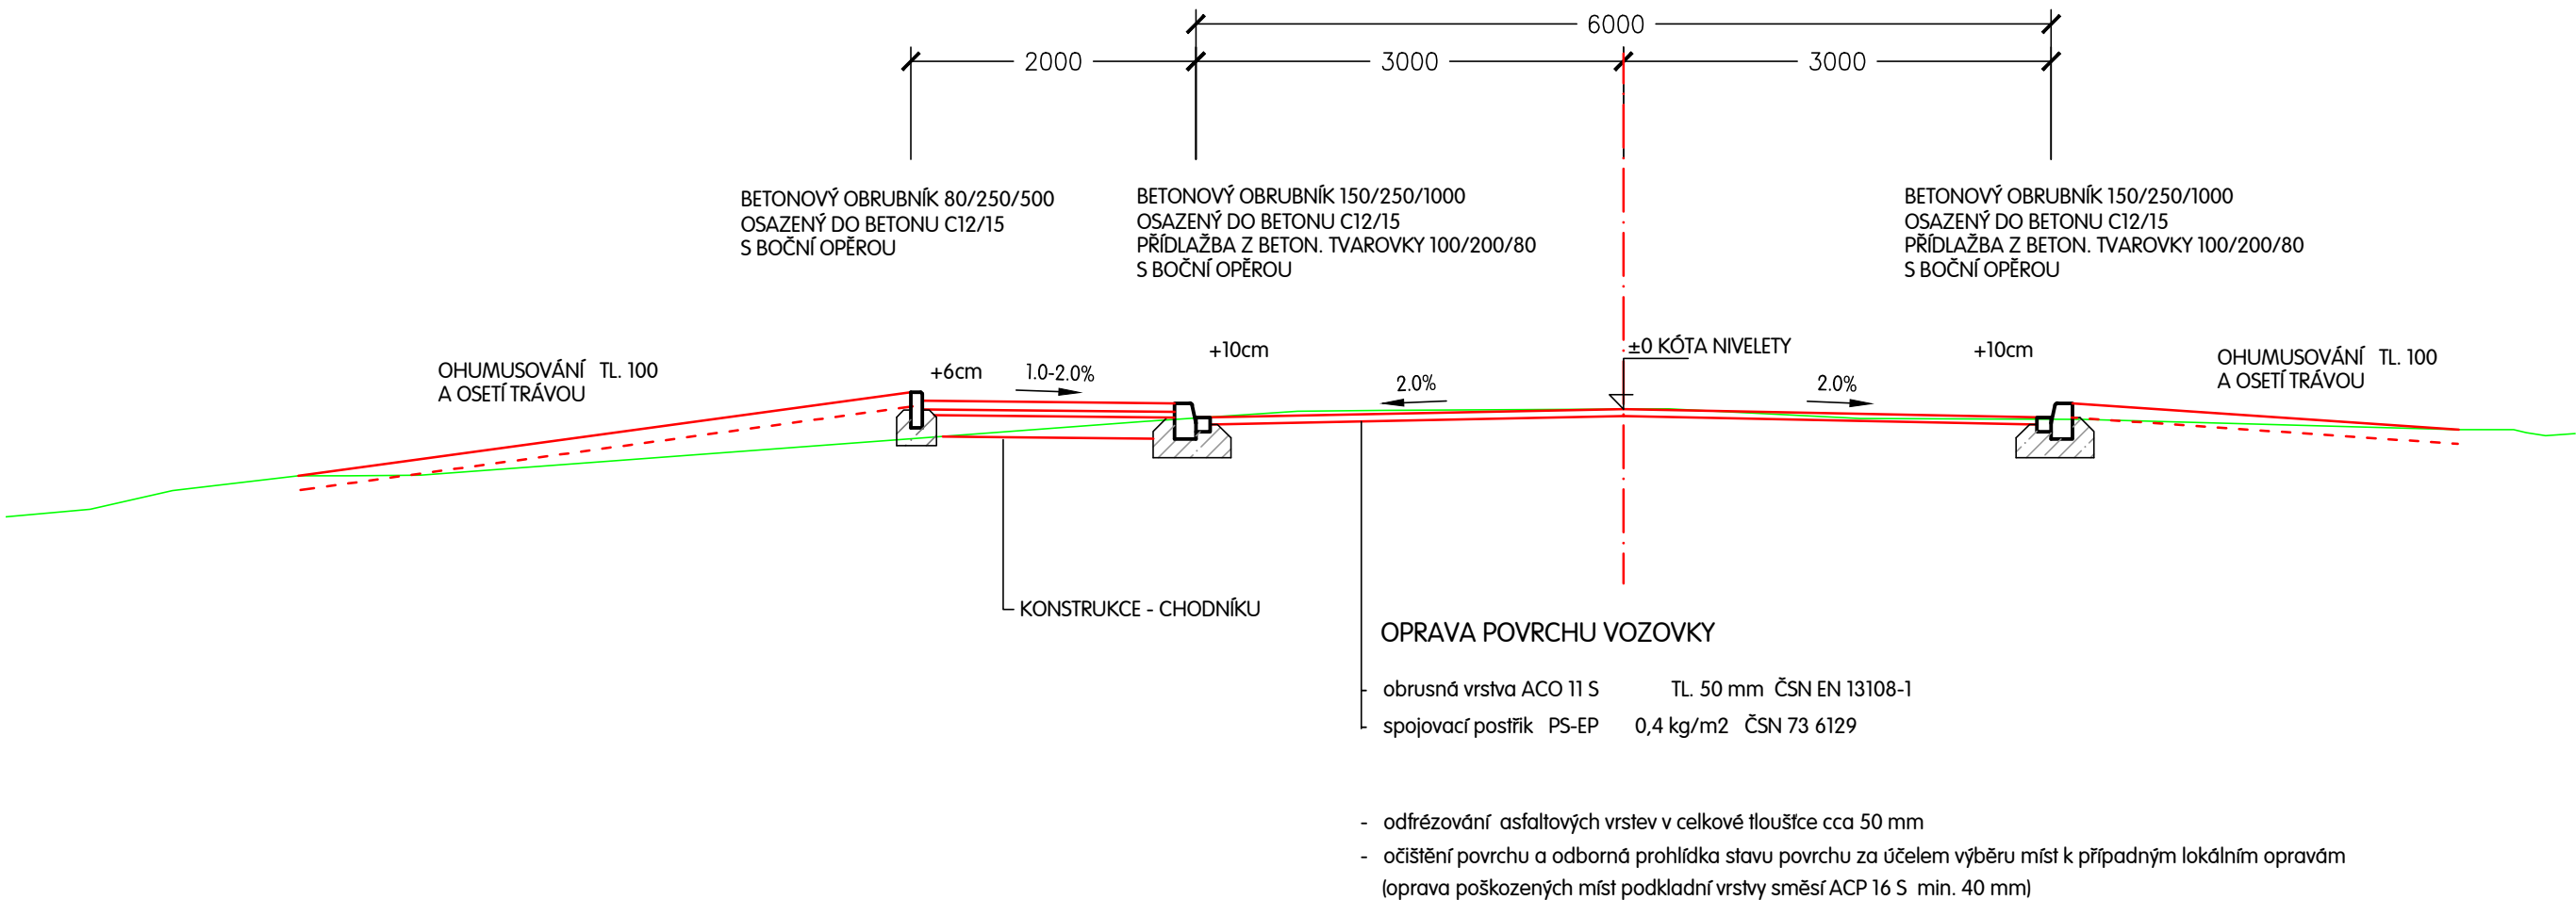 6000
2000
3000
3000
BETONOVÝ OBRUBNÍK 80/250/500
OSAZENÝ DO BETONU C12/15
S BOČNÍ OPĚROU
BETONOVÝ OBRUBNÍK 150/250/1000
OSAZENÝ DO BETONU C12/15
PŘÍDLAŽBA Z BETON. TVAROVKY 100/200/80
S BOČNÍ OPĚROU
BETONOVÝ OBRUBNÍK 150/250/1000
OSAZENÝ DO BETONU C12/15
PŘÍDLAŽBA Z BETON. TVAROVKY 100/200/80
S BOČNÍ OPĚROU
OHUMUSOVÁNÍ TL. 100
A OSETÍ TRÁVOU
+6cm
1.0-2.0%
+10cm
2.0%
±0 KÓTA NIVELETY
2.0%
+10cm
OHUMUSOVÁNÍ TL. 100
A OSETÍ TRÁVOU
KONSTRUKCE - CHODNÍKU
OPRAVA POVRCHU VOZOVKY
- obrusná vrstva ACO 11 S TL. 50 mm ČSN EN 13108-1
- spojovací postřik PS-EP 0,4 kg/m2 ČSN 73 6129
- odfrézování asfaltových vrstev v celkové tloušťce cca 50 mm
- očištění povrchu a odborná prohlídka stavu povrchu za účelem výběru míst k případným lokálním opravám
(oprava poškozených míst podkladní vrstvy směsí ACP 16 S min. 40 mm)